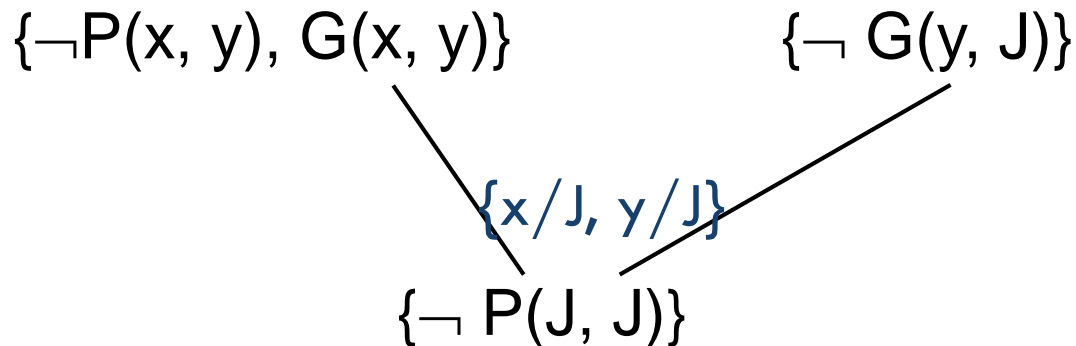 {¬P(x, y), G(x, y)}
{¬ G(y, J)}
{x/J, y/J}
{¬ P(J, J)}